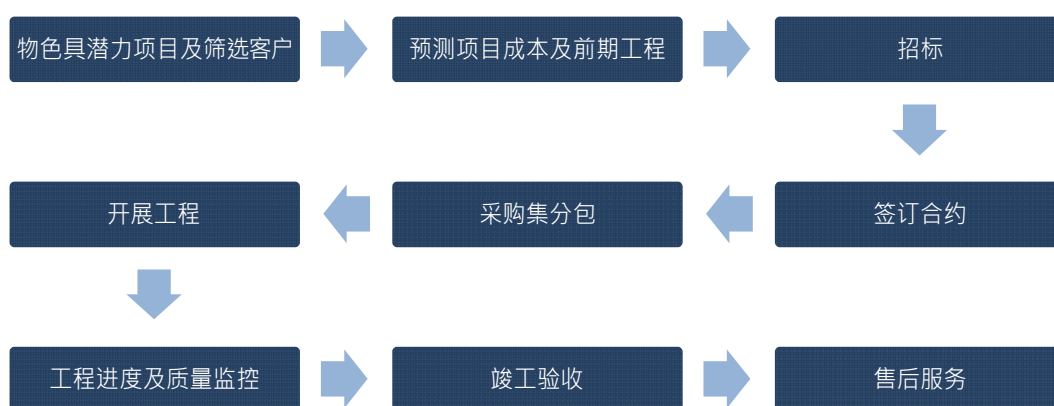 物色具潜力项目及筛选客户
预测项目成本及前期工程
招标
签订合约
采购集分包
开展工程
工程进度及质量监控
竣工验收
售后服务